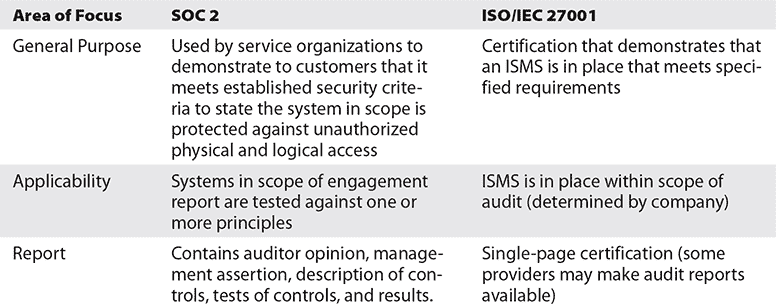 Area of Focus SOC 2 ISO/IEC 27001
General Purpose Used by service organizations to Certification that demonstrates that
demonstrate to customers that it an ISMS is in place that meets speci-
meets established security crite- fied requirements
ria to state the system in scope is
protected against unauthorized
physical and logical access
Applicability Systems in scope of engagement ISMS is in place within scope of
report are tested against one or audit (determined by company)
more principles
Report Contains auditor opinion, manage- Single-page certification (some
ment assertion, description of con- providers may make audit reports
trols, tests of controls, and results. available)